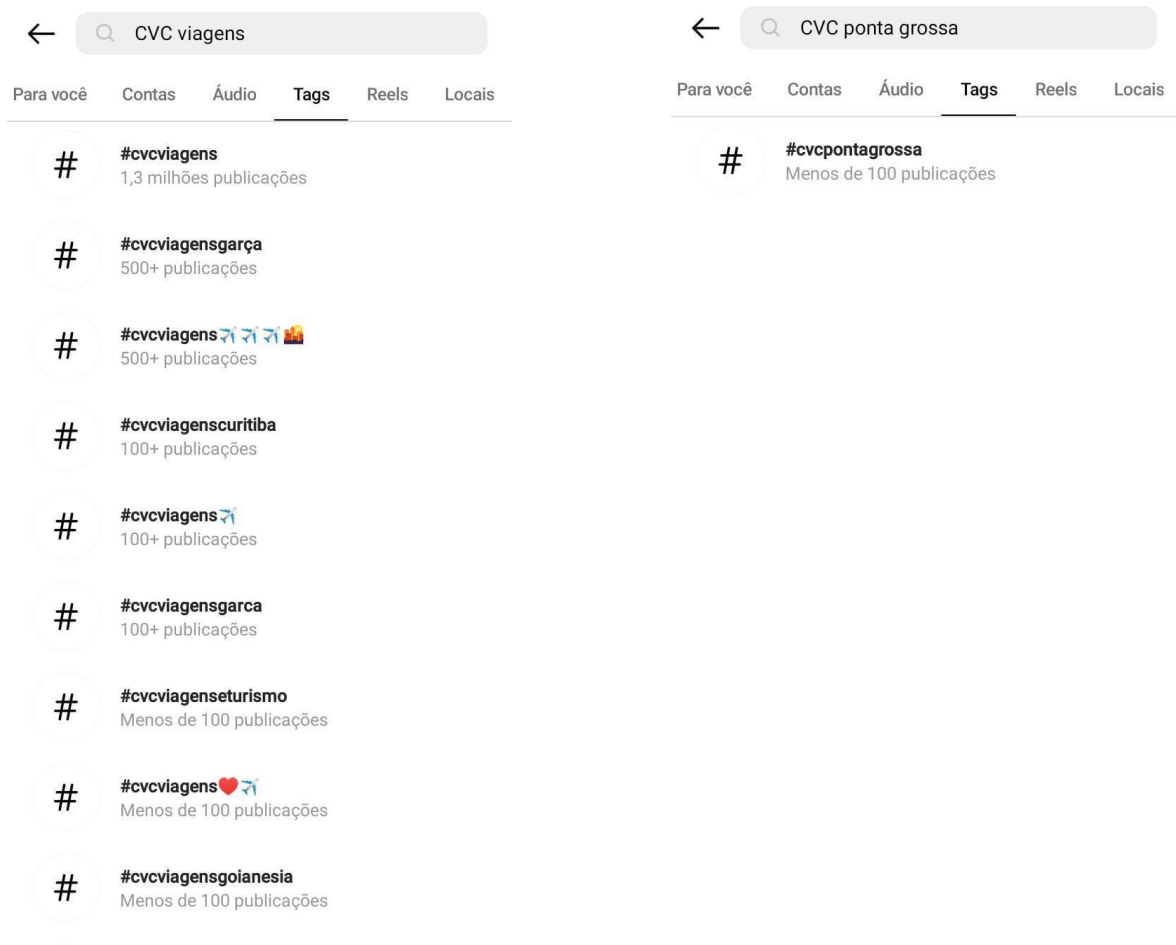 CVC viagens
Para você Contas Áudio Tags Reels Locais
# #cvcviagens
1,3 milhões publicações
# #cvcviagensgarça
500+ publicações
# #cvcviagens✈️✈️✈️🌇
500+ publicações
# #cvcviagenscuritiba
100+ publicações
# #cvcviagens✈️
100+ publicações
# #cvcviagensgarca
100+ publicações
# #cvcviagenseturismo
Menos de 100 publicações
# #cvcviagens❤️✈️
Menos de 100 publicações
# #cvcviagensgoianesia
Menos de 100 publicações
CVC ponta grossa
Para você Contas Áudio Tags Reels Locais
# #cvcpontagrossa
Menos de 100 publicações